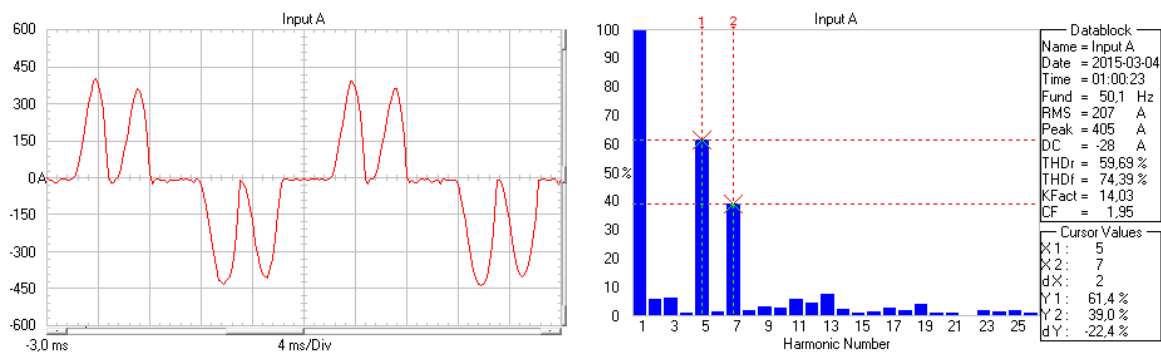 Input A
600
450
300
150
0.A
-150
-300
-450
-600
-3,0 ms
4 ms/Div
Input A
1
2
100
90
80
70
60
50 %
40
30
20
10
0
1 3 5 7 9 11 13 15 17 19 21 23 25
Harmonic Number
Datablock
Name = Input A
Date = 2015-03-04
Time = 01:00:23
Fund = 50,1 Hz
RMS = 207 A
Peak = 405 A
DC = -28 A
THDr = 59,69 %
THDf = 74,39 %
KFact = 14,03
CF = 1,95
Cursor Values
X1: 5
X2: 7
dX: 2
Y1: 61,4 %
Y2: 39,0 %
dY: -22,4 %